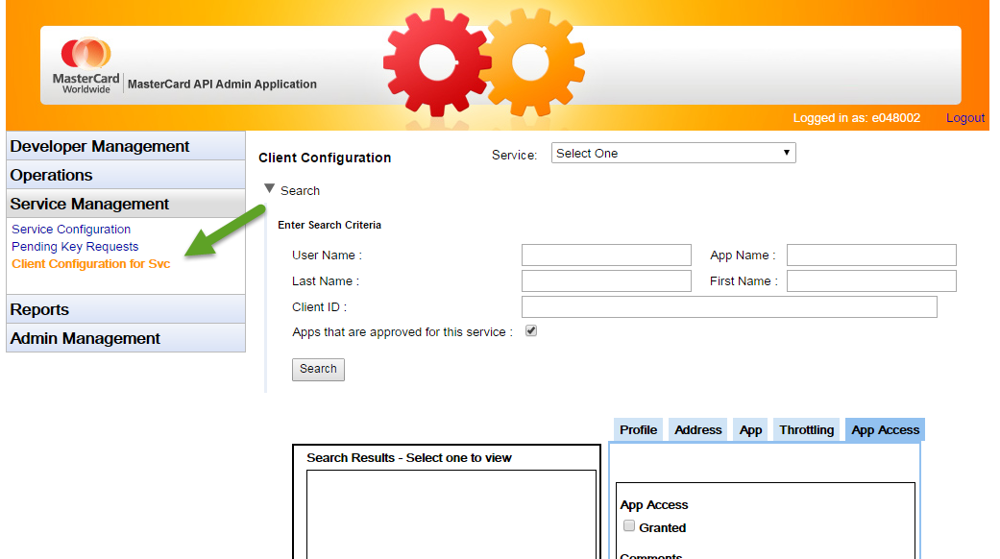 MasterCard
Worldwide
MasterCard API Admin Application
Logged in as: e048002 Logout
Developer Management
Operations
Service Management
Service Configuration
Pending Key Requests
Client Configuration for Svc
Reports
Admin Management
Client Configuration Service: Select One
Search
Enter Search Criteria
User Name : App Name :
Last Name : First Name :
Client ID :
Apps that are approved for this service :
Search
Profile Address App Throttling App Access
Search Results - Select one to view
App Access
Granted
Comments